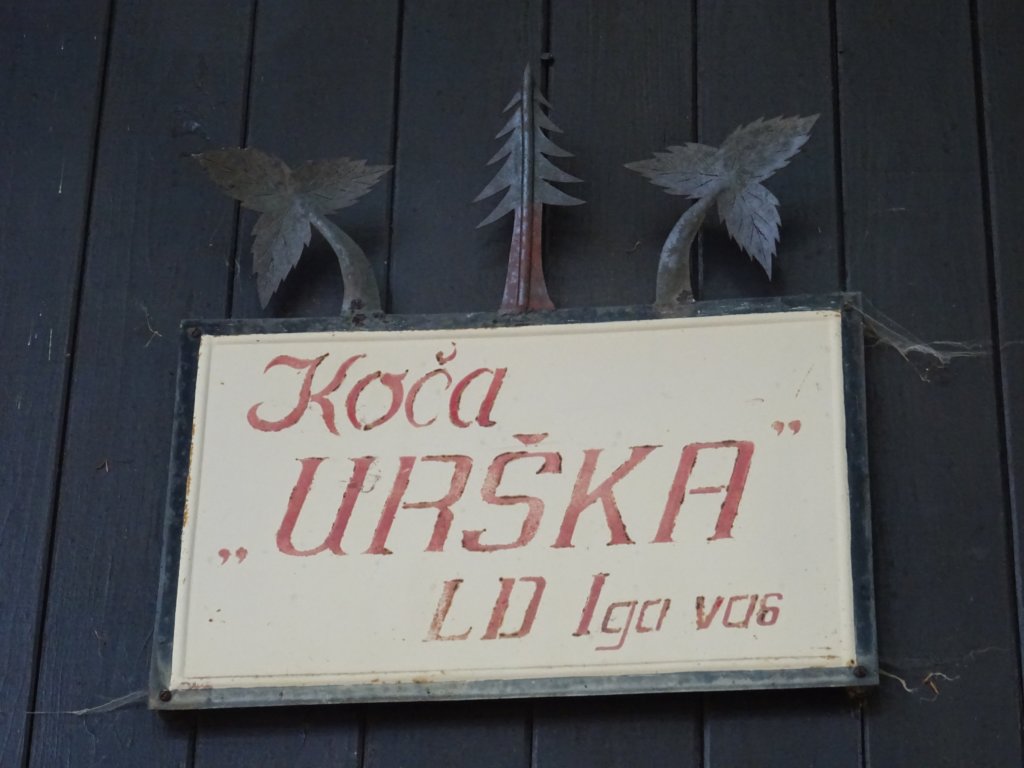 Koča
„URŠKA”
LD Iga vas